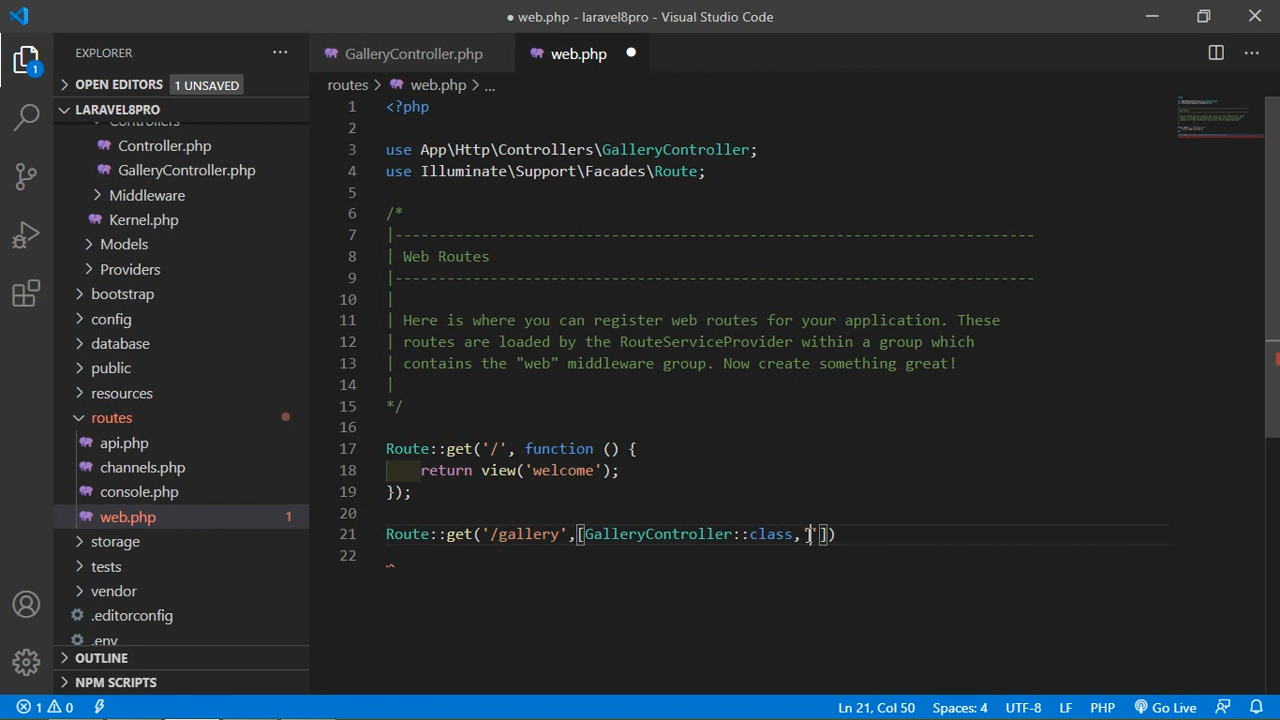 ● web.php - laravel8pro - Visual Studio Code
EXPLORER
GalleryController.php
web.php
1
OPEN EDITORS 1 UNSAVED
LARAVEL8PRO
Controllers
Controller.php
GalleryController.php
Middleware
Kernel.php
Models
Providers
bootstrap
config
database
public
resources
routes
api.php
channels.php
console.php
web.php 1
storage
tests
vendor
.editorconfig
.env
OUTLINE
NPM SCRIPTS
routes > web.php > ...
1 <?php
2
3 use App\Http\Controllers\GalleryController;
4 use Illuminate\Support\Facades\Route;
5
6 /*
7 |--------------------------------------------------------------------------
8 | Web Routes
9 |--------------------------------------------------------------------------
10 |
11 | Here is where you can register web routes for your application. These
12 | routes are loaded by the RouteServiceProvider within a group which
13 | contains the "web" middleware group. Now create something great!
14 |
15 */
16
17 Route::get('/', function () {
18 return view('welcome');
19 });
20
21 Route::get('/gallery',[GalleryController::class,''])
22
1 0
Ln 21, Col 50 Spaces: 4 UTF-8 LF PHP Go Live